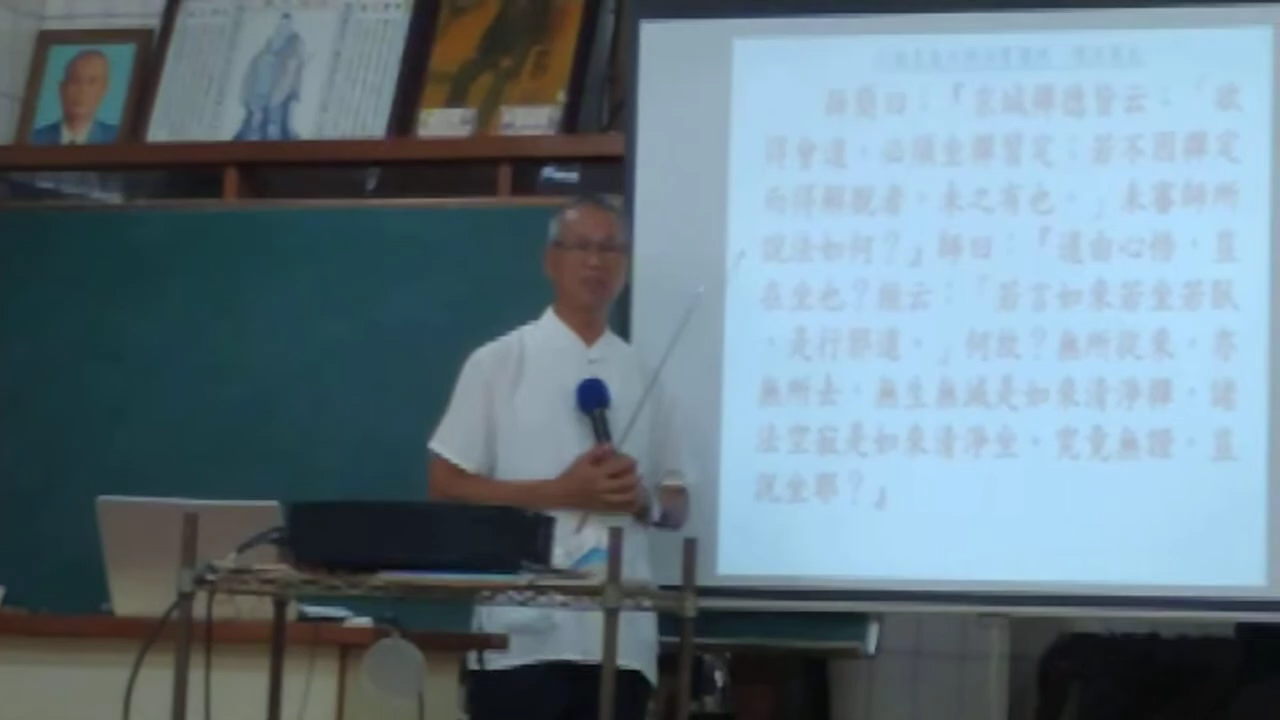 薛簡曰：「京城禪德皆云：『欲
得會道，必須坐禪習定；若不因禪定
而得解脫者，未之有也。』未審師所
說法如何？」師曰：「道由心悟，豈
在坐也？經云：『若言如來若坐若臥
，是行邪道。』何故？無所從來，亦
無所去，無生無滅是如來清淨禪，諸
法空寂是如來清淨坐，究竟無證，豈
況坐耶？」